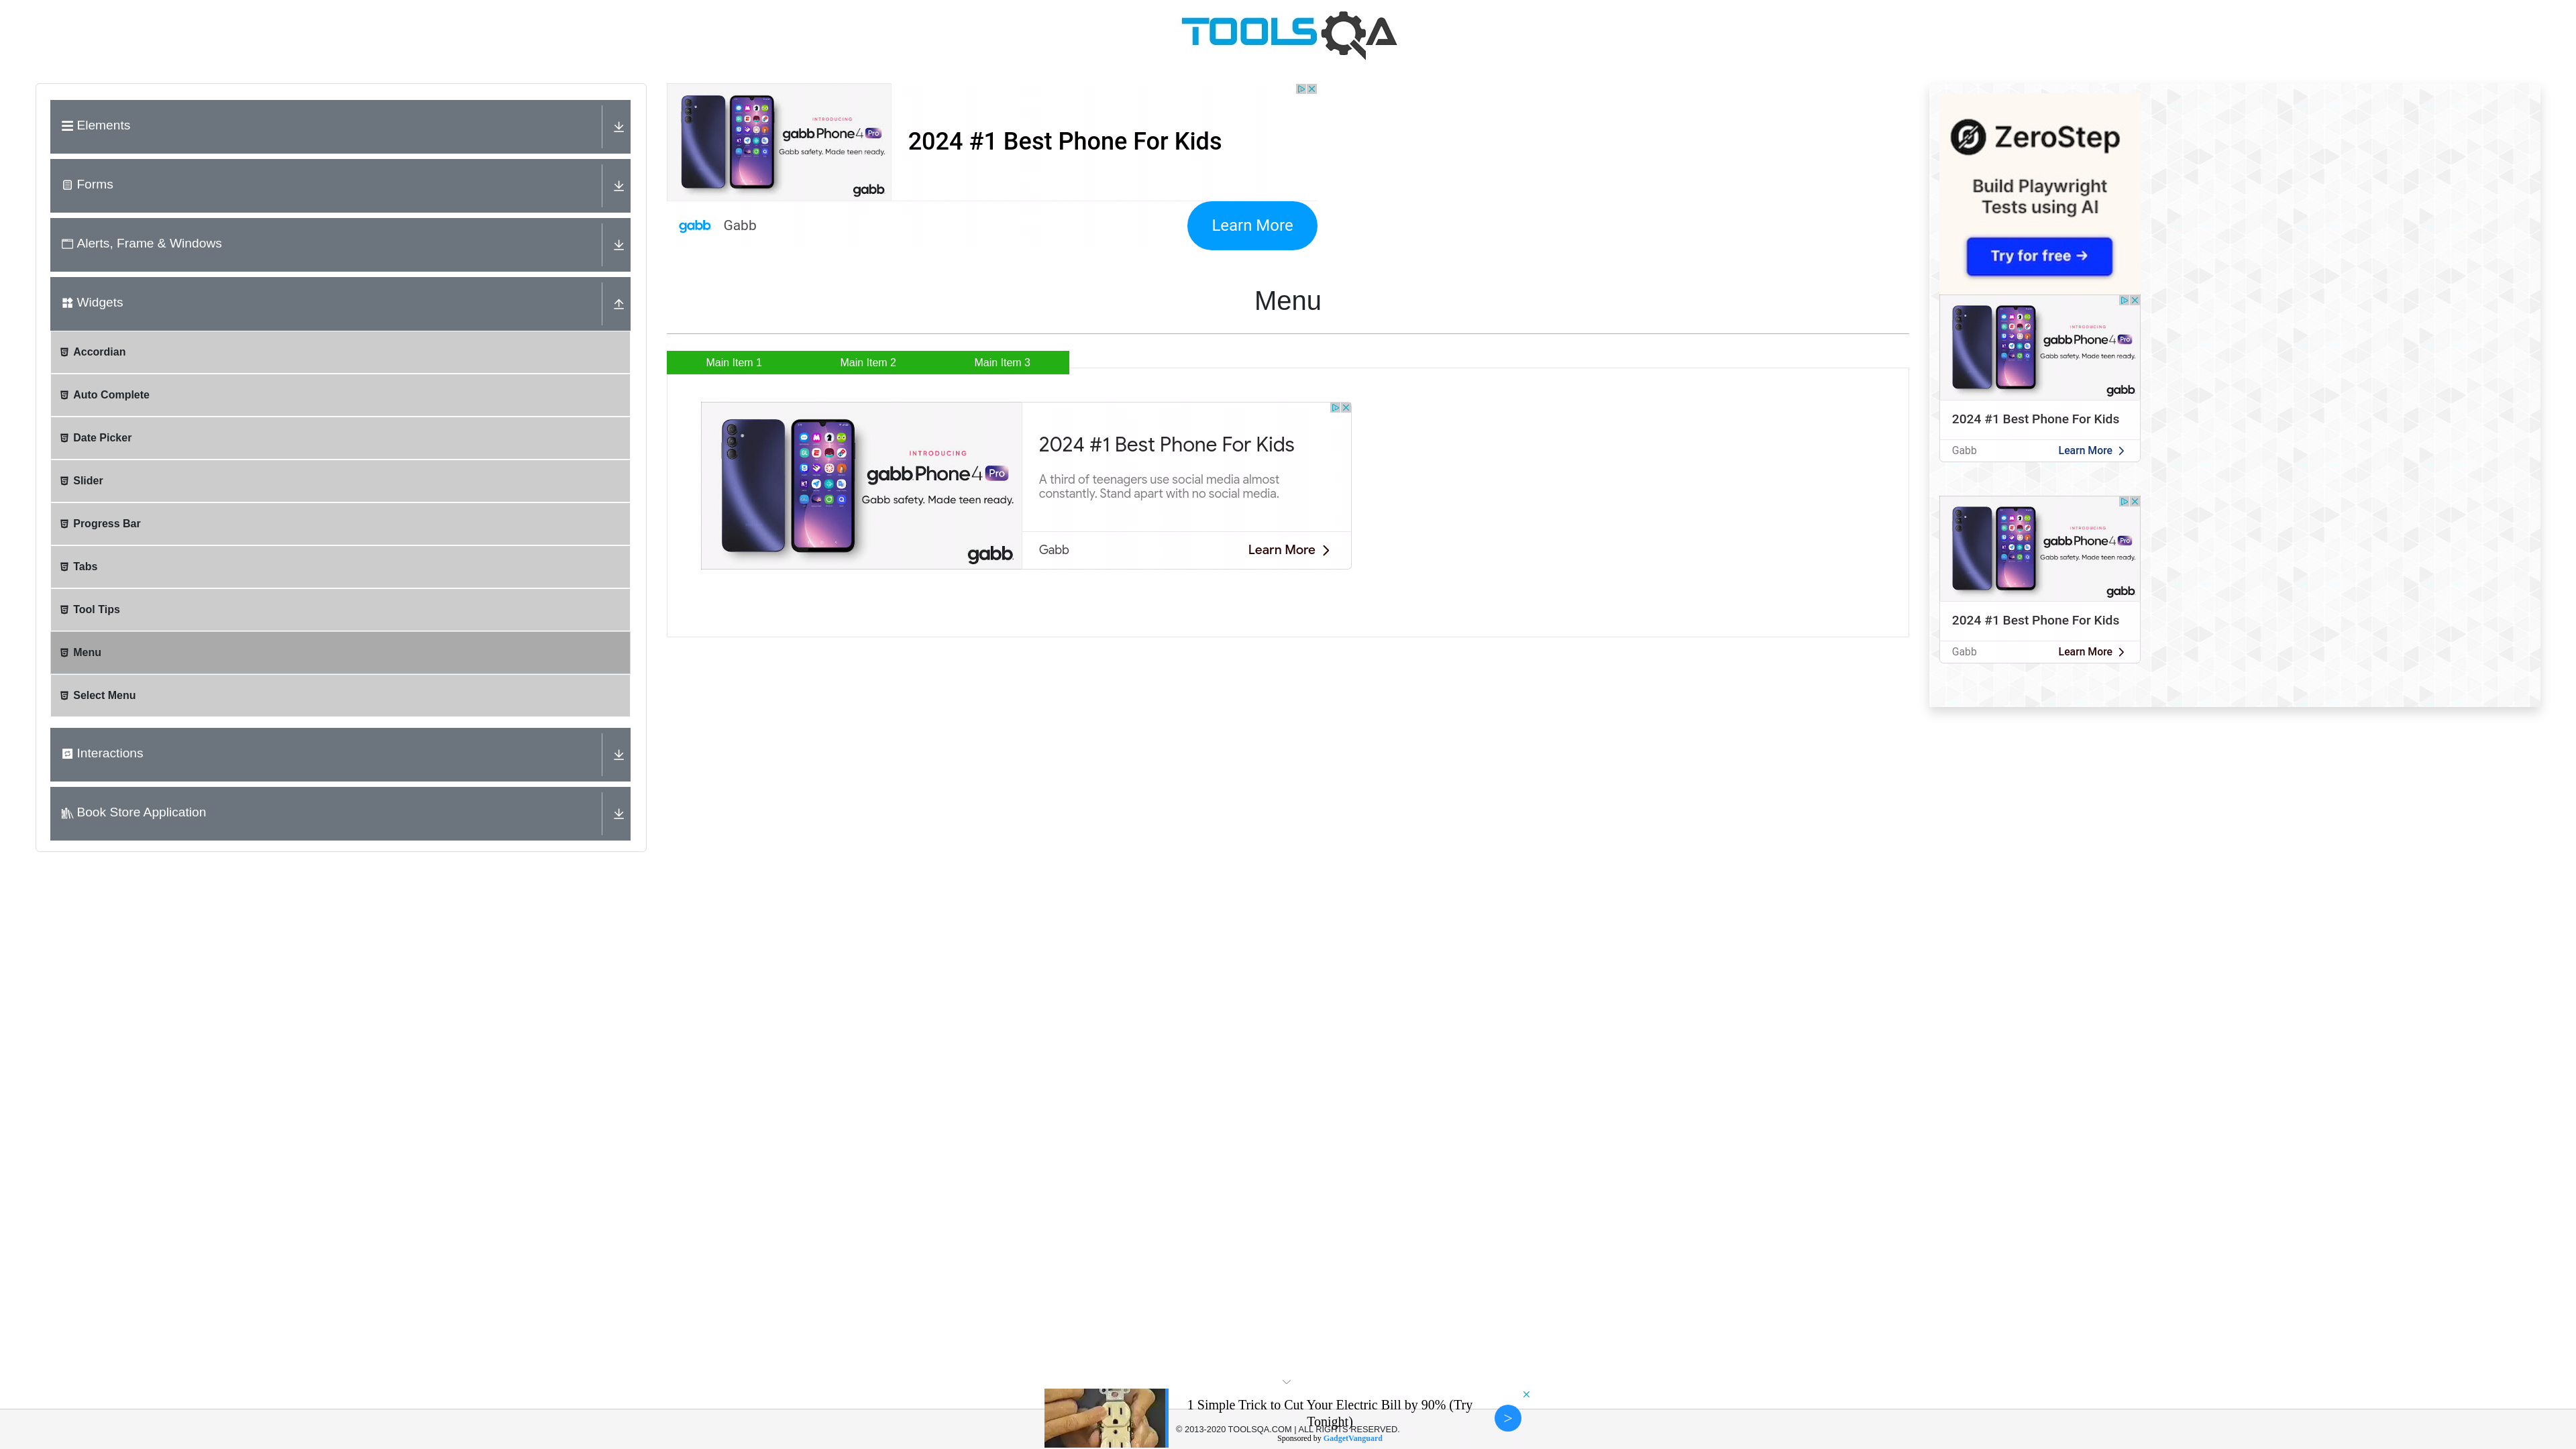 TOOLSQA
Elements
Forms
Alerts, Frame & Windows
Widgets
Accordian
Auto Complete
Date Picker
Slider
Progress Bar
Tabs
Tool Tips
Menu
Select Menu
Interactions
Book Store Application
INTRODUCING
gabb Phone 4 Pro
Gabb safety. Made teen ready.
gabb
2024 #1 Best Phone For Kids
gabb
Gabb
Learn More
Menu
Main Item 1
Main Item 2
Main Item 3
INTRODUCING
gabb Phone 4 Pro
Gabb safety. Made teen ready.
gabb
2024 #1 Best Phone For Kids
A third of teenagers use social media almost
constantly. Stand apart with no social media.
Gabb
Learn More
ZeroStep
Build Playwright
Tests using AI
Try for free →
INTRODUCING
gabb Phone 4 Pro
Gabb safety. Made teen ready.
gabb
2024 #1 Best Phone For Kids
Gabb
Learn More
INTRODUCING
gabb Phone 4 Pro
Gabb safety. Made teen ready.
gabb
2024 #1 Best Phone For Kids
Gabb
Learn More
1 Simple Trick to Cut Your Electric Bill by 90% (Try
Tonight)
© 2013-2020 TOOLSQA.COM | ALL RIGHTS RESERVED.
Sponsored by GadgetVanguard